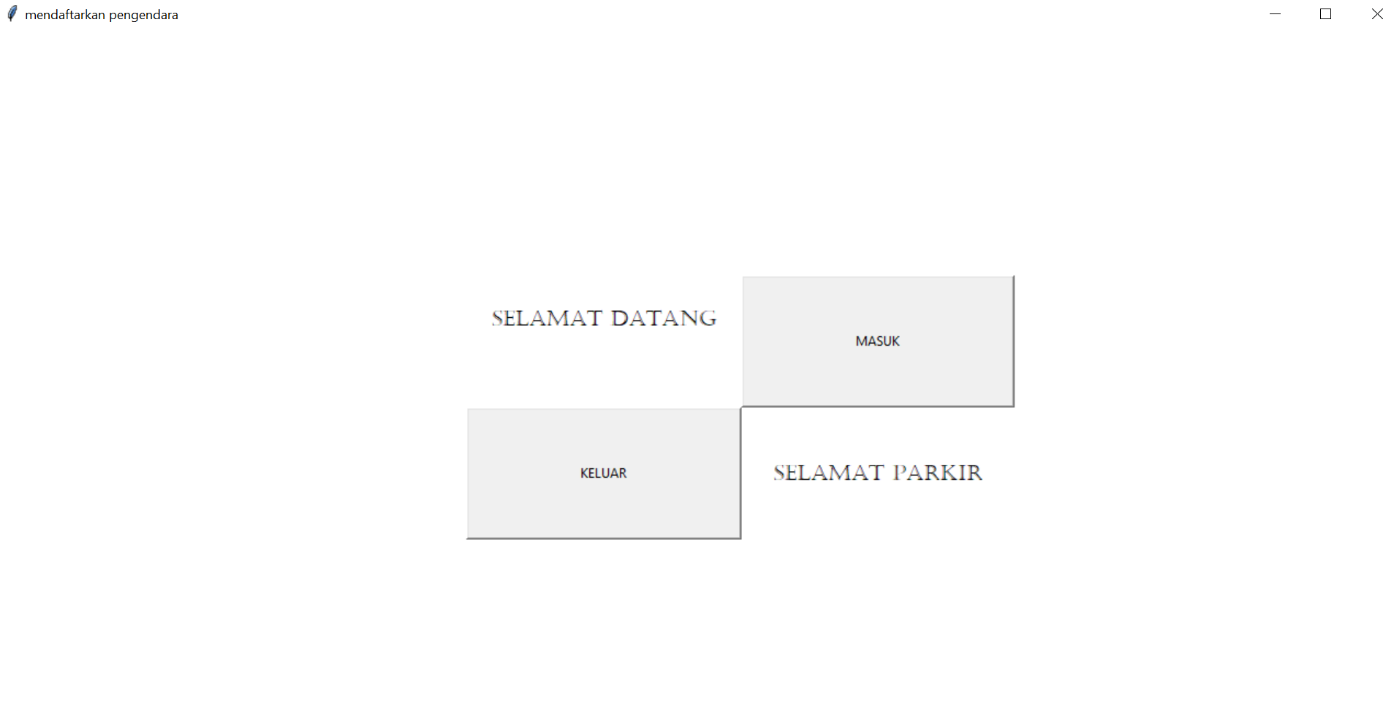 mendaftarkan pengendara
SELAMAT DATANG
MASUK
KELUAR
SELAMAT PARKIR